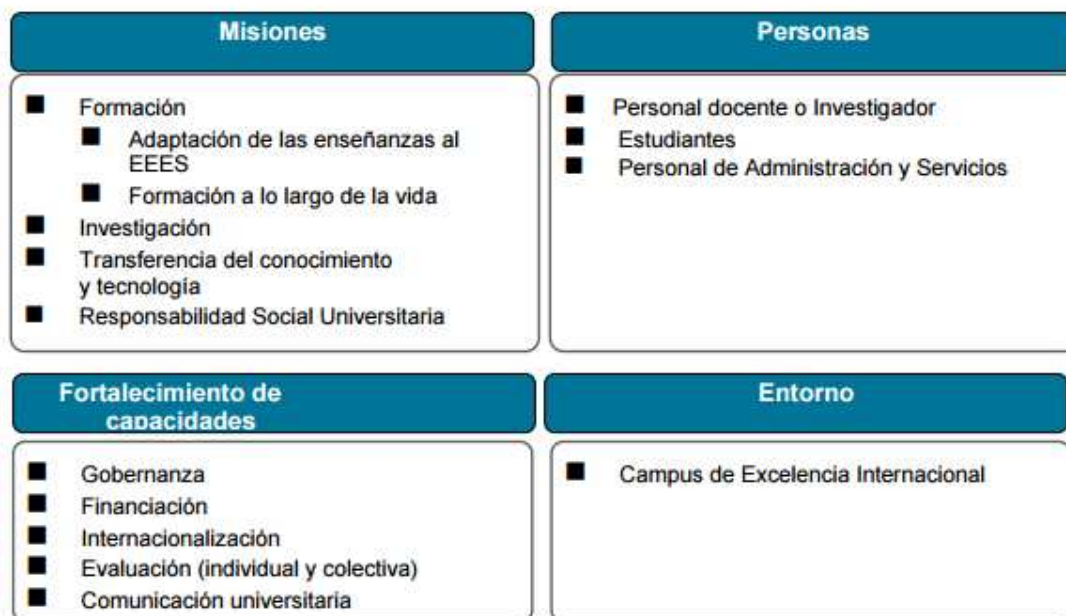 Misiones
Formación
Adaptación de las enseñanzas al
EEES
Formación a lo largo de la vida
Investigación
Transferencia del conocimiento
y tecnología
Responsabilidad Social Universitaria
Personas
Personal docente o Investigador
Estudiantes
Personal de Administración y Servicios
Fortalecimiento de
capacidades
Gobernanza
Financiación
Internacionalización
Evaluación (individual y colectiva)
Comunicación universitaria
Entorno
Campus de Excelencia Internacional